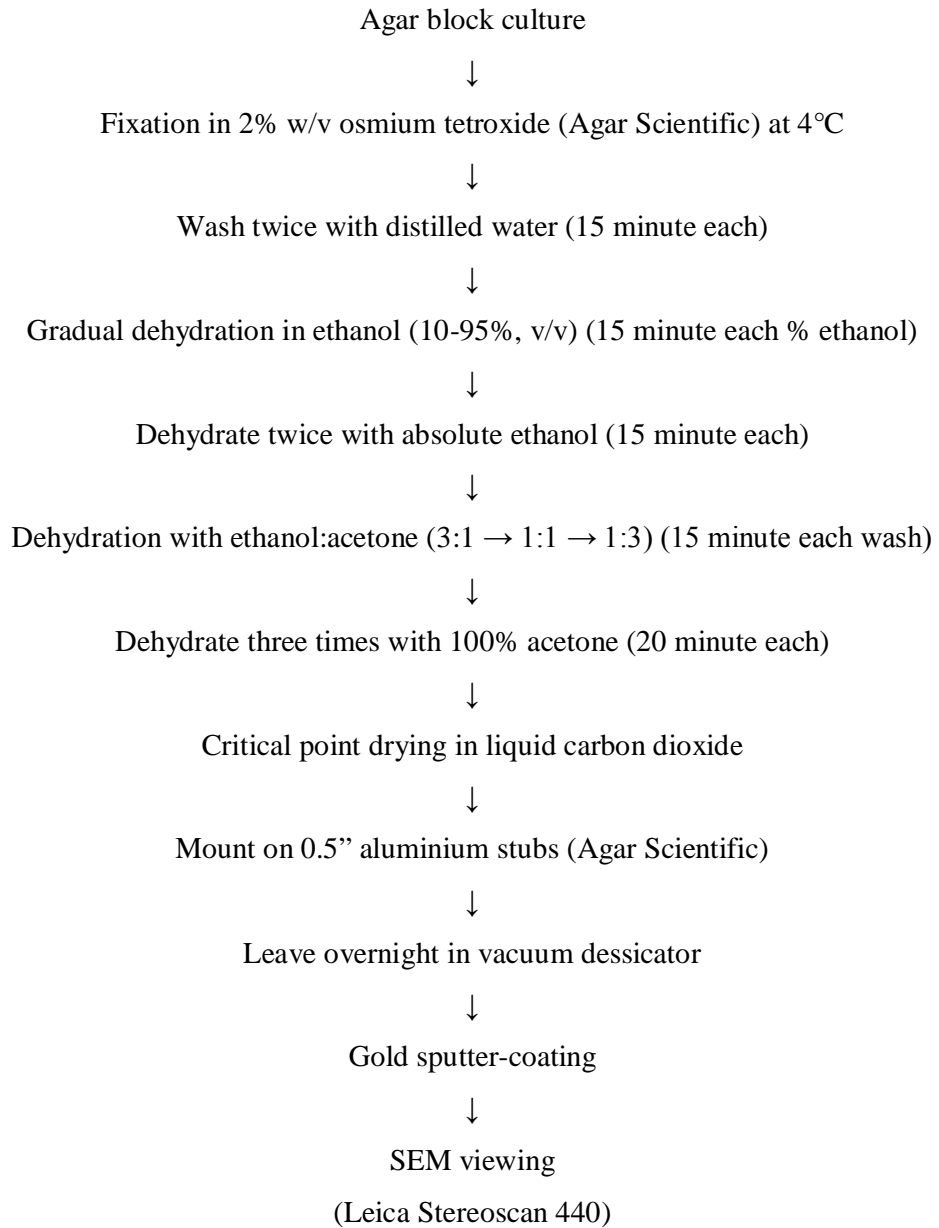 Agar block culture
↓
Fixation in 2% w/v osmium tetroxide (Agar Scientific) at 4°C
↓
Wash twice with distilled water (15 minute each)
↓
Gradual dehydration in ethanol (10-95%, v/v) (15 minute each % ethanol)
↓
Dehydrate twice with absolute ethanol (15 minute each)
↓
Dehydration with ethanol:acetone (3:1 → 1:1 → 1:3) (15 minute each wash)
↓
Dehydrate three times with 100% acetone (20 minute each)
↓
Critical point drying in liquid carbon dioxide
↓
Mount on 0.5” aluminium stubs (Agar Scientific)
↓
Leave overnight in vacuum dessicator
↓
Gold sputter-coating
↓
SEM viewing
(Leica Stereoscan 440)